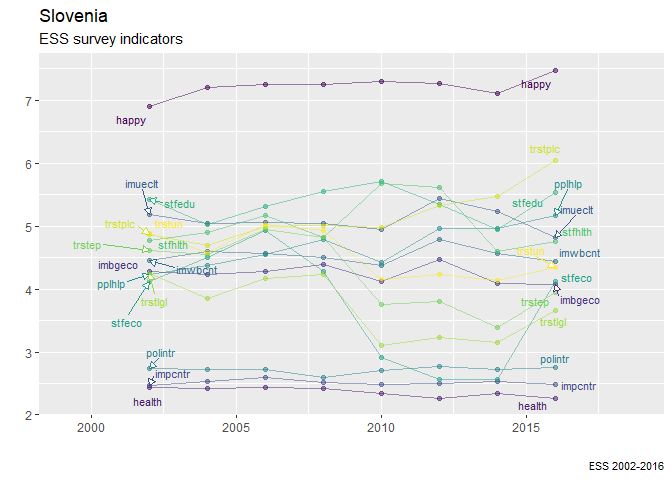 Slovenia
ESS survey indicators
7
happy
happy
6
trstplc
imueclt
plhlp
stfedu
stfedu
imueclt
trstplc
trstun
5
stfhlth
trstep
stfhlth
trstun
imwbcnt
imbgeco
imwbcnt
4
pplhlp
stfeco
trstlgl
trstep
imbgeco
stfeco
trstlgl
3
polintr
polintr
impcntr
impcntr
health
health
2
2000
2005
2010
2015
ESS 2002-2016